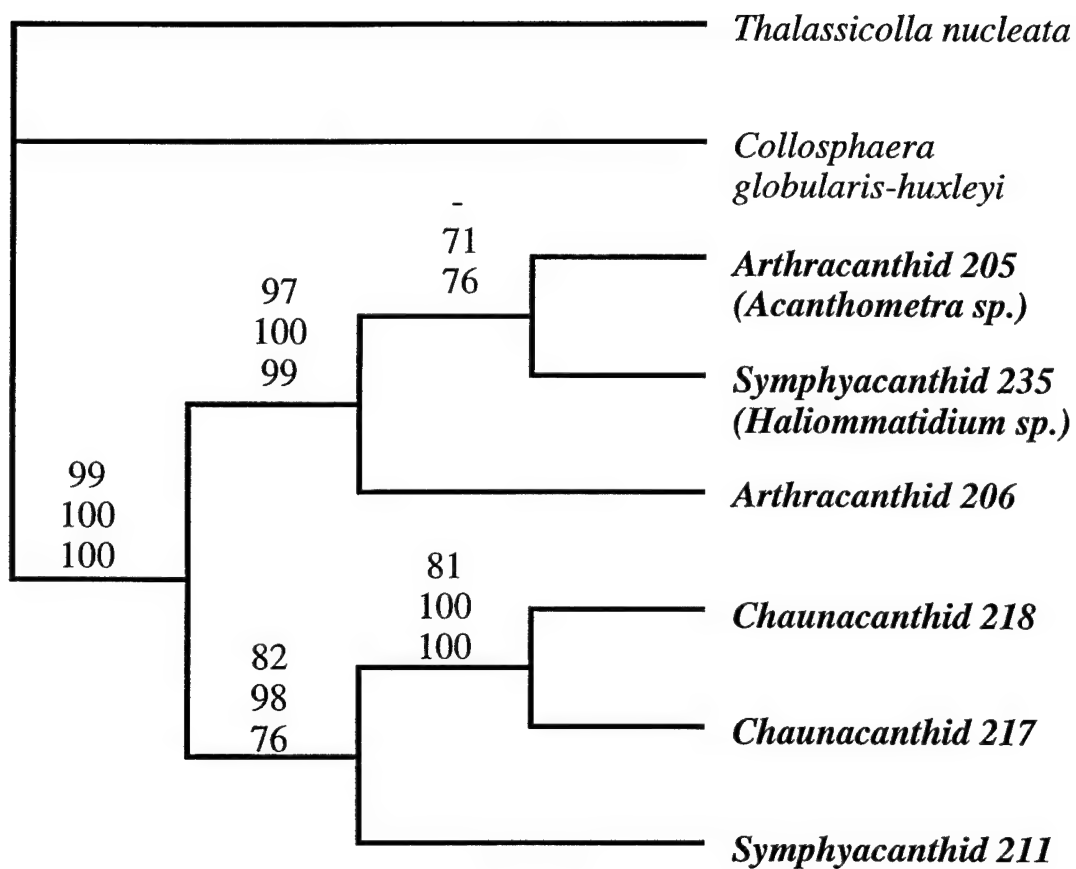 Thalassicolla nucleata
Collosphaera
globularis-huxleyi
-
71
76
Arthracanthid 205
(Acanthometra sp.)
97
100
99
Symphyacanthid 235
(Haliommatidium sp.)
Arthracanthid 206
99
100
100
81
100
100
Chaunacanthid 218
82
98
76
Chaunacanthid 217
Symphyacanthid 211